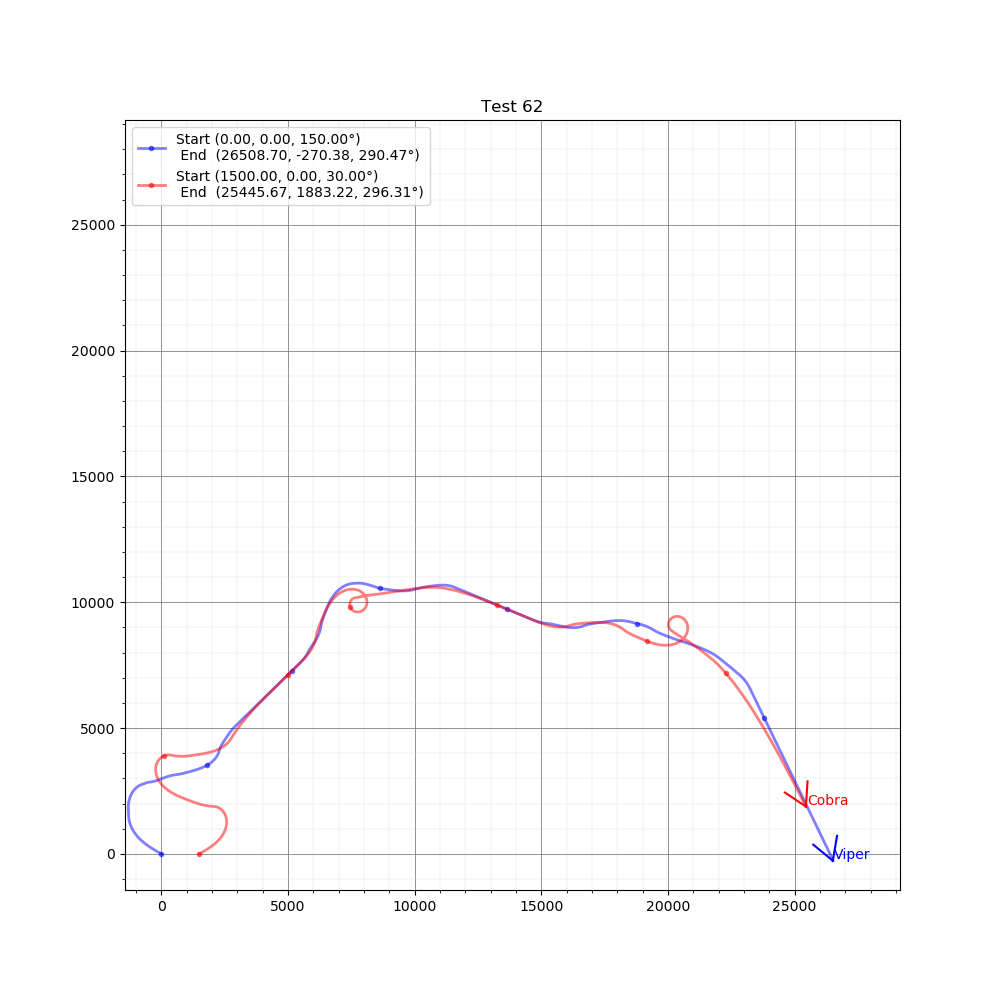 Test 62
Start (0.00, 0.00, 150.00°)
End (26508.70, -270.38, 290.47°)
Start (1500.00, 0.00, 30.00°)
End (25445.67, 1883.22, 296.31°)
25000
20000
15000
10000
5000
0
Cobra
Viper
0
5000
10000
15000
20000
25000